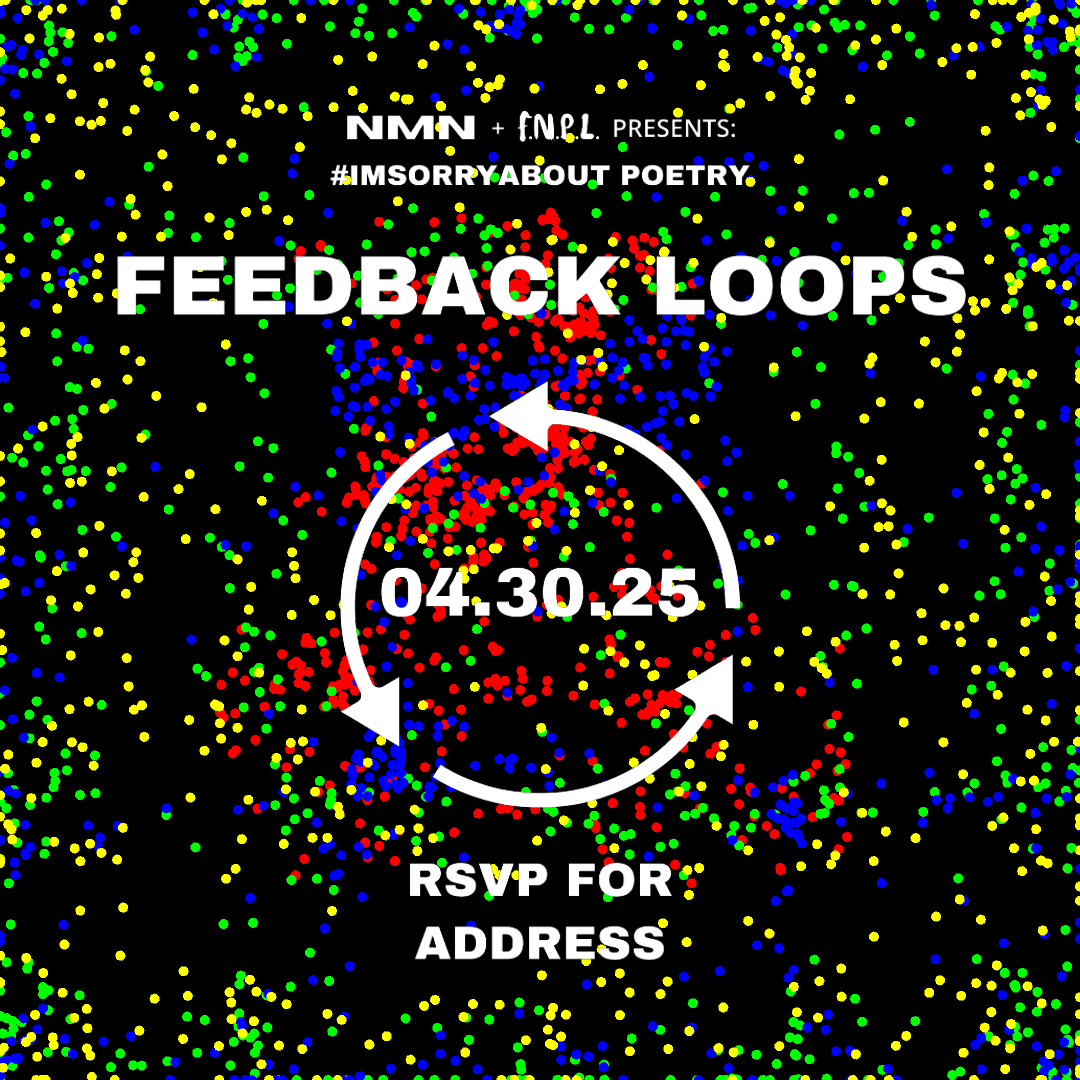 NMN + F.N.P.L. PRESENTS:
#IMSORRYABOUT POETRY
FEEDBACK LOOPS
04.30.25
RSVP FOR
ADDRESS